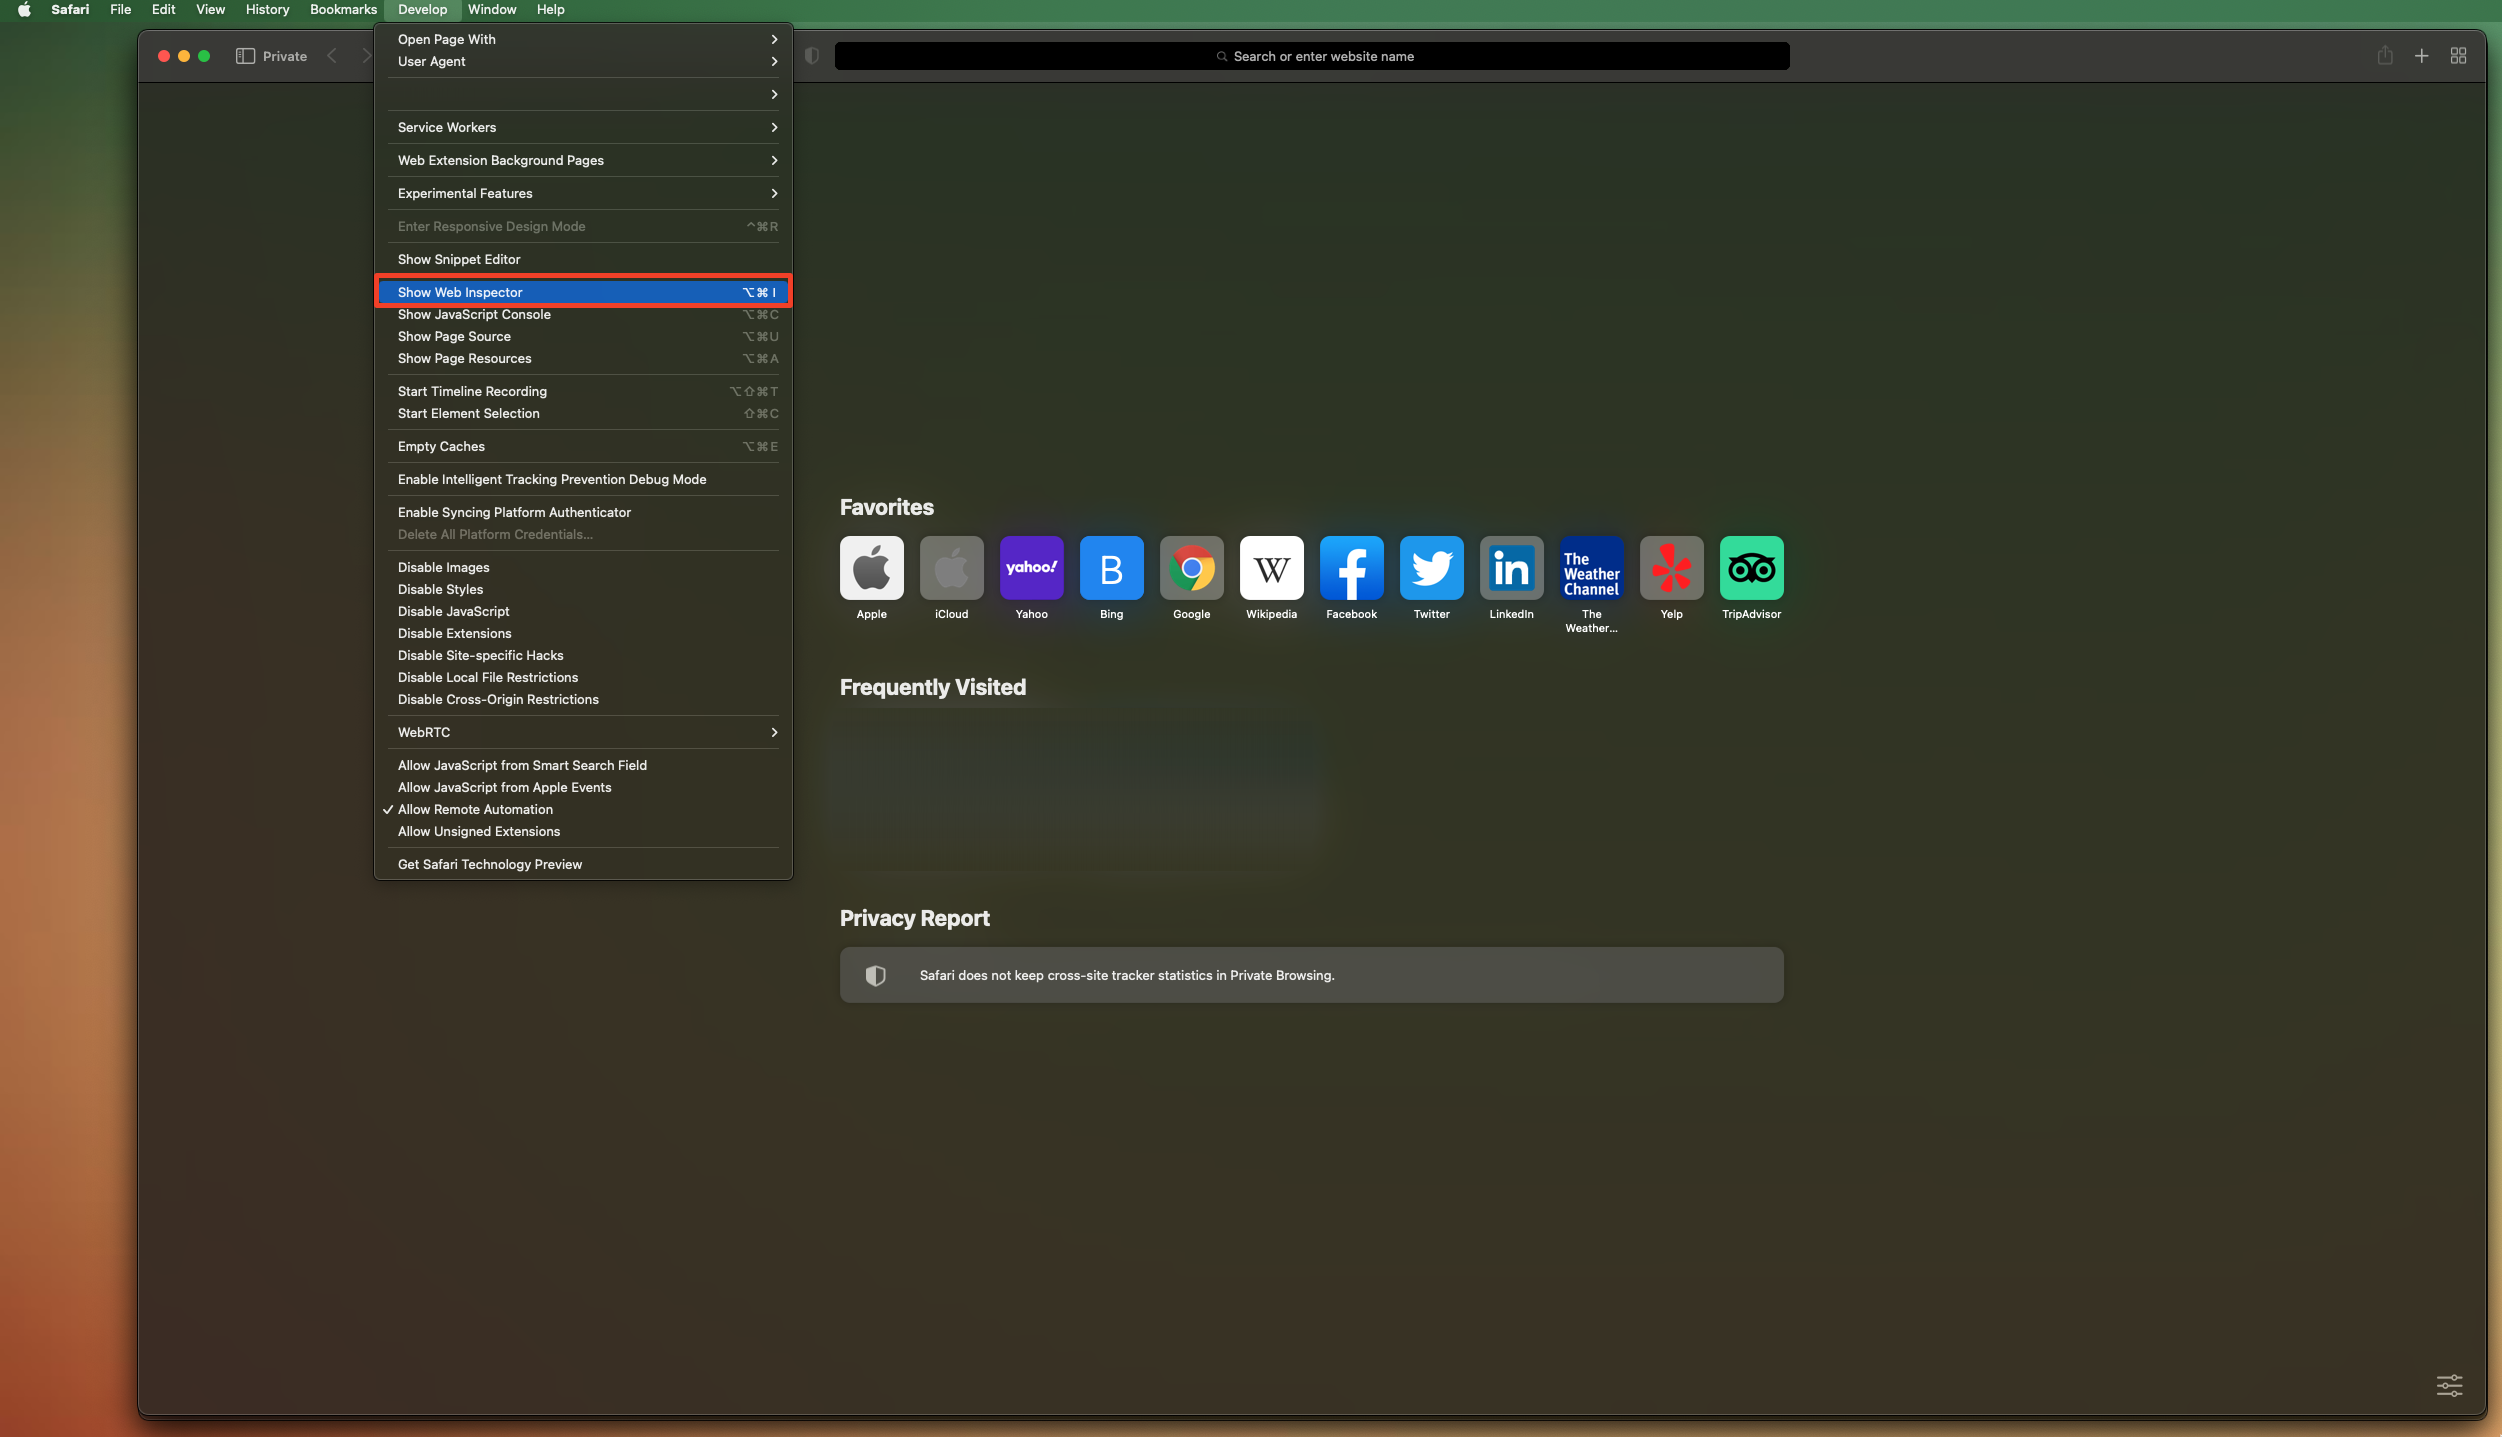 Safari File Edit View History Bookmarks Develop Window Help
Private
Search or enter website name
Open Page With
User Agent
Service Workers
Web Extension Background Pages
Experimental Features
Enter Responsive Design Mode ^⌘R
Show Snippet Editor
Show Web Inspector ⌥⌘I
Show JavaScript Console ⌥⌘C
Show Page Source ⌥⌘U
Show Page Resources ⌥⌘A
Start Timeline Recording ⌥⇧⌘T
Start Element Selection ⇧⌘C
Empty Caches ⌥⌘E
Enable Intelligent Tracking Prevention Debug Mode
Enable Syncing Platform Authenticator
Delete All Platform Credentials...
Disable Images
Disable Styles
Disable JavaScript
Disable Extensions
Disable Site-specific Hacks
Disable Local File Restrictions
Disable Cross-Origin Restrictions
WebRTC
Allow JavaScript from Smart Search Field
Allow JavaScript from Apple Events
✓ Allow Remote Automation
Allow Unsigned Extensions
Get Safari Technology Preview
Favorites
yahoo!
B
W
f
in
The
Weather
Channel
Apple
iCloud
Yahoo
Bing
Google
Wikipedia
Facebook
Twitter
LinkedIn
The
Weather...
Yelp
TripAdvisor
Frequently Visited
Privacy Report
Safari does not keep cross-site tracker statistics in Private Browsing.